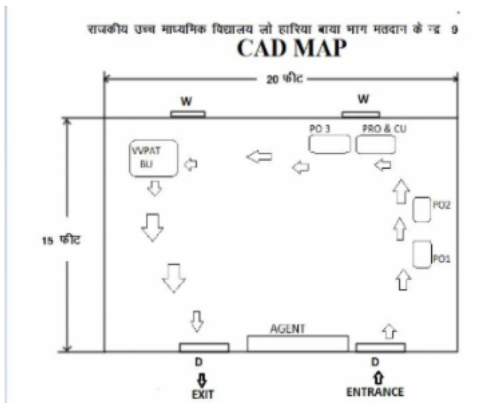 राजकीय उच्च माध्यमिक विद्यालय लो हारिया बाया भाग मतदान के न्द्र 9
CAD MAP
20 फीट
W W
PO 3 PRO & CU
VVPAT
BU
PO2
15 फीट
PO1
AGENT
D D
EXIT ENTRANCE